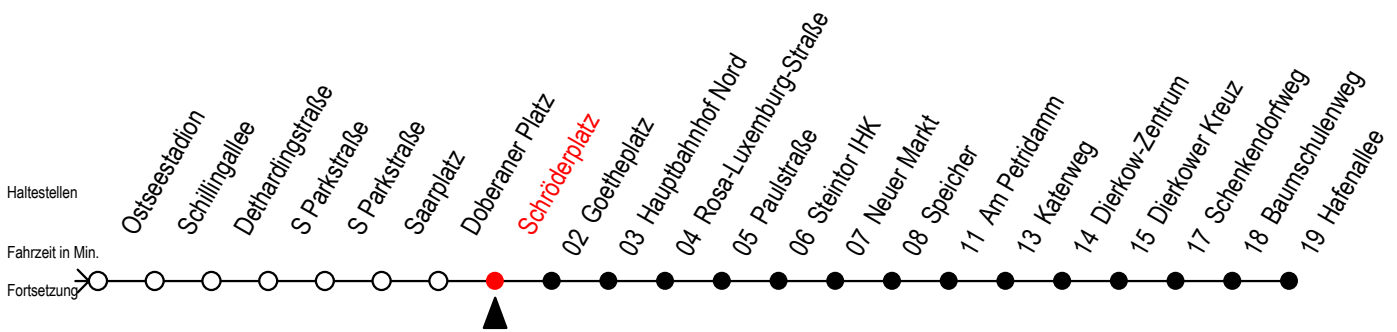 Haltestellen
Ostseestadion
Schillingallee
Dethardingstraße
S Parkstraße
S Parkstraße
Saarplatz
Doberaner Platz
Schröderplatz
02 Goetheplatz
03 Hauptbahnhof Nord
04 Rosa-Luxemburg-Straße
05 Paulstraße
06 Steintor IHK
07 Neuer Markt
08 Speicher
11 Am Petridamm
13 Katenweg
14 Dierkow-Zentrum
15 Dierkower Kreuz
17 Schenkendorfweg
18 Baumschulenweg
19 Hafenallee
Fahrzeit in Min.
Fortsetzung